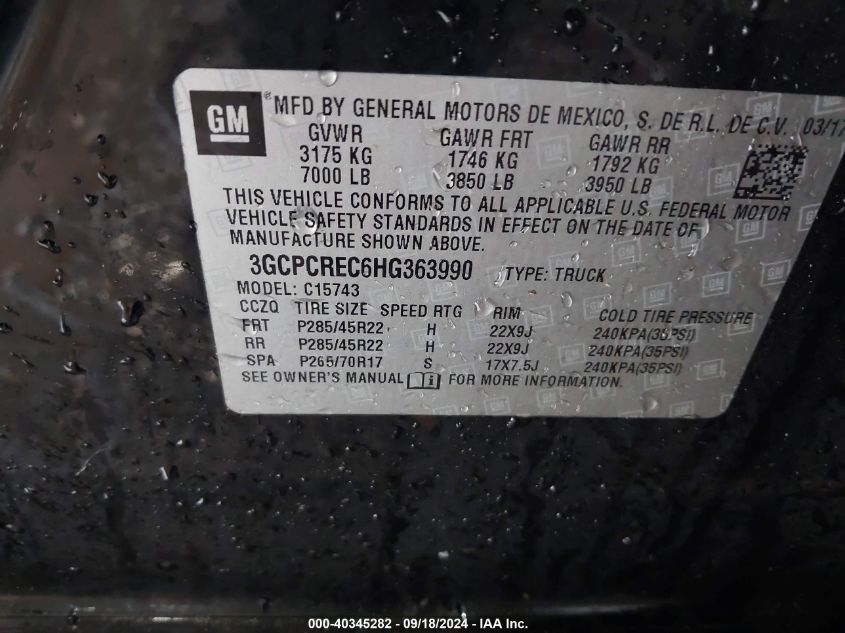 GM ® MFD BY GENERAL MOTORS DE MEXICO, S. DE R.L. DE C.V. 03/17
GVWR GAWR FRT GAWR RR
3175 KG 1746 KG 1792 KG
7000 LB 3850 LB 3950 LB
THIS VEHICLE CONFORMS TO ALL APPLICABLE U.S. FEDERAL MOTOR
VEHICLE SAFETY STANDARDS IN EFFECT ON THE DATE OF
MANUFACTURE SHOWN ABOVE.
3GCPCREC6HG363990 TYPE: TRUCK
MODEL: C15743
CCZQ TIRE SIZE SPEED RTG RIM COLD TIRE PRESSURE
FRT P285/45R22 H 22X9J 240KPA(35PSI)
RR P285/45R22 H 22X9J 240KPA(35PSI)
SPA P265/70R17 S 17X7.5J 240KPA(35PSI)
SEE OWNER'S MANUAL FOR MORE INFORMATION.
000-40345282 - 09/18/2024 - IAA Inc.